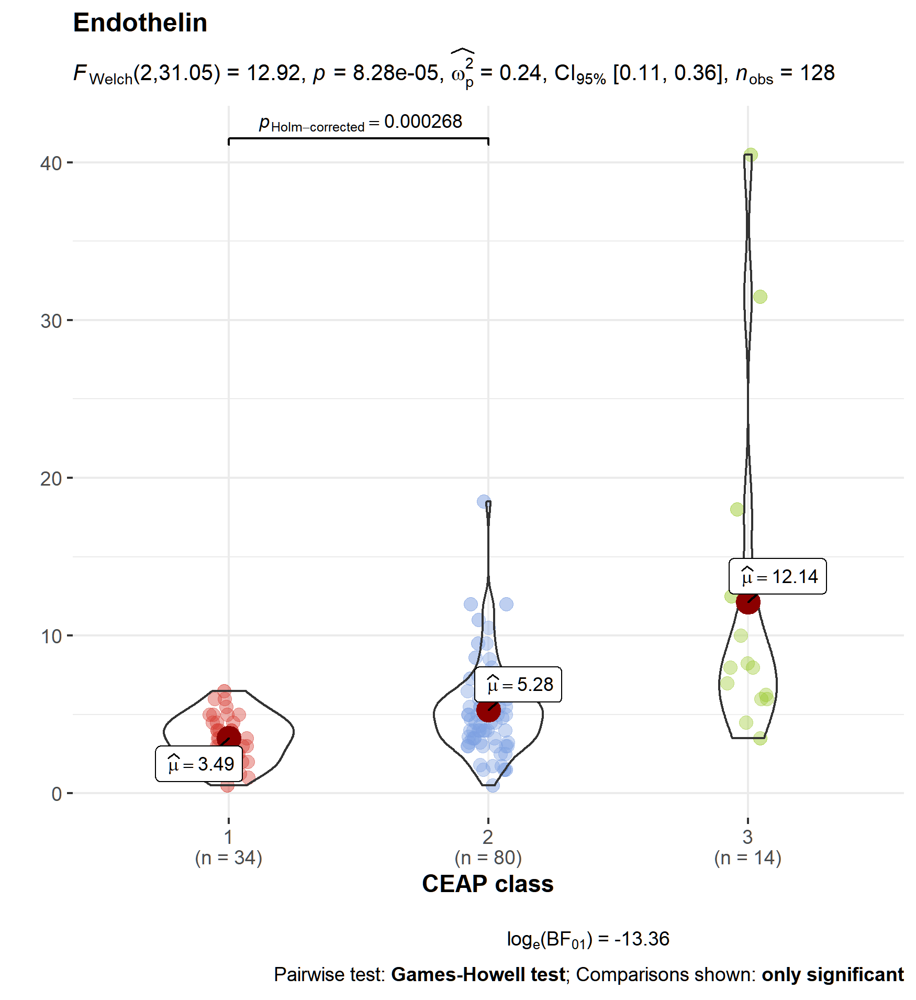 Endothelin
F Welch(2,31.05) = 12.92, p = 8.28e-05, ω̂²p = 0.24, CI95% [0.11, 0.36], nobs = 128
pHolm−corrected = 0.000268
40
30
20
10
0
μ̂ = 12.14
μ̂ = 5.28
μ̂ = 3.49
1 2 3
(n = 34) (n = 80) (n = 14)
CEAP class
loge(BF01) = -13.36
Pairwise test: Games-Howell test; Comparisons shown: only significant